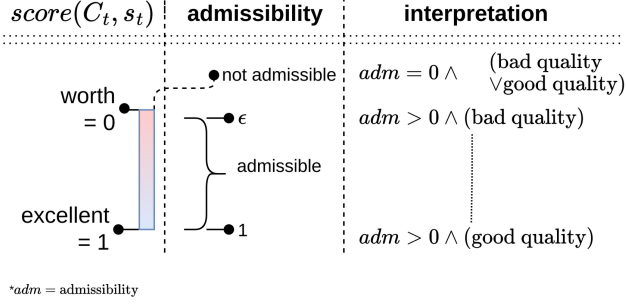 score(C_t, s_t) admissibility interpretation
not admissible adm = 0 ∧ (bad quality
∨good quality)
worth
= 0
ϵ adm > 0 ∧ (bad quality)
admissible
excellent
= 1
1 adm > 0 ∧ (good quality)
*adm = admissibility